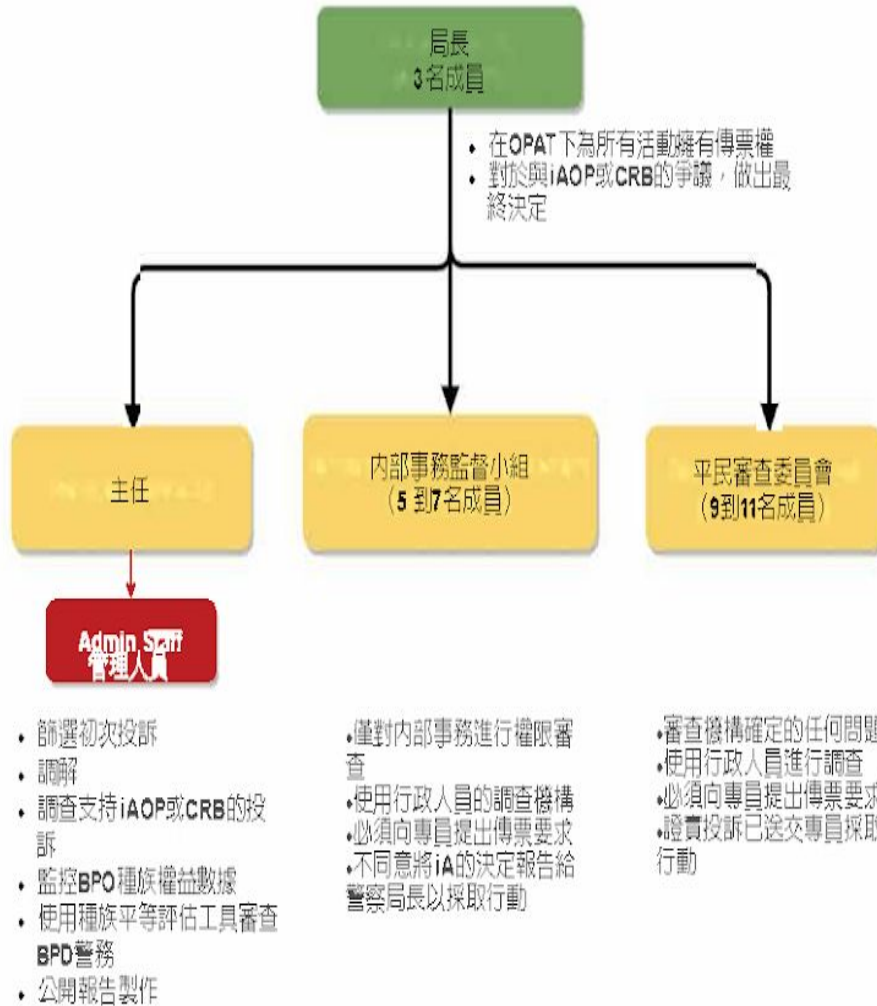 局長
3名成員
• 在OPAT下為所有活動擁有傳票權
• 對於與iAOP或CRB的爭議，做出最
終決定
主任
內部事務監督小組
（5 到7名成員）
平民審查委員會
（9到11名成員）
Admin Staff
管理人員
• 篩選初次投訴
• 調解
• 調查支持iAOP或CRB的投
訴
• 監控BPO種族權益數據
• 使用種族平等評估工具審查
BPD警務
• 公開報告製作
•僅對內部事務進行權限審
查
•使用行政人員的調查機構
•必須向專員提出傳票要求
•不同意將iA的決定報告給
警察局長以採取行動
•審查機構確定的任何問題
•使用行政人員進行調查
•必須向專員提出傳票要求
•證實投訴已送交專員採取
行動